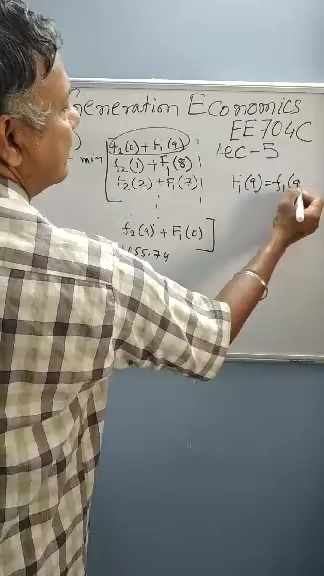 Generation Economics
EE704C
Lec-5
min
f2(0) + F1(9)
f2(1) + F1(8)
f2(2) + F1(7)
f2(9) + F1(0)
F1(9) = f1(9